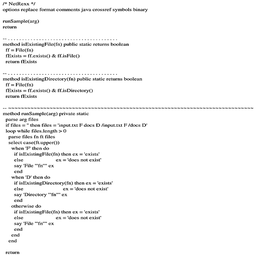 /* NetRexx */
options replace format comments java crossref symbols binary

runSample(arg)
return

-- . . . . . . . . . . . . . . . . . . . . . . . . . . . . . . . . . . . . .
method isExistingFile(fn) public static returns boolean
ff = File(fn)
fExists = ff.exists() & ff.isFile()
return fExists

-- . . . . . . . . . . . . . . . . . . . . . . . . . . . . . . . . . . . . .
method isExistingDirectory(fn) public static returns boolean
ff = File(fn)
fExists = ff.exists() & ff.isDirectory()
return fExists

-- =============================================================================
method runSample(arg) private static
parse arg files
if files = '' then files = 'input.txt F docs D /input.txt F /docs D'
loop while files.length > 0
parse files fn ft files
select case(ft.upper())
when 'F' then do
if isExistingFile(fn) then ex = 'exists'
else ex = 'does not exist'
say 'File '''fn''' ' ex
end
when 'D' then do
if isExistingDirectory(fn) then ex = 'exists'
else ex = 'does not exist'
say 'Directory '''fn''' ' ex
end
otherwise do
if isExistingFile(fn) then ex = 'exists'
else ex = 'does not exist'
say 'File '''fn''' ' ex
end
end
end

return